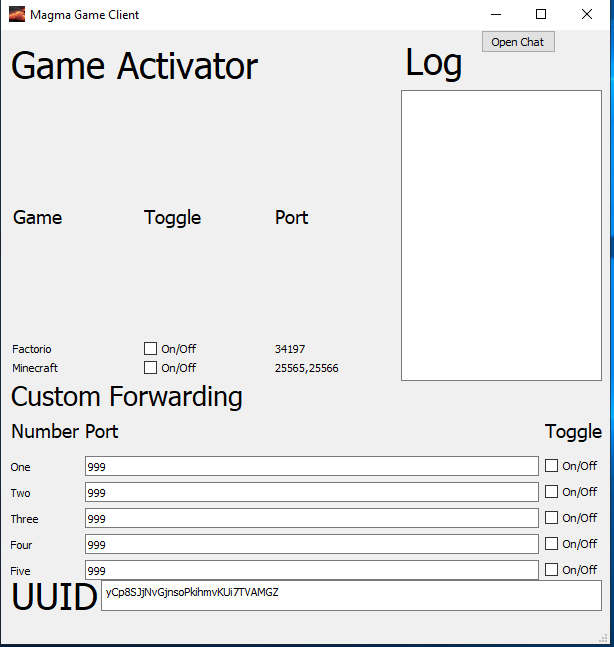 Magma Game Client
Open Chat
Game Activator
Log
Game Toggle Port
Factorio On/Off 34197
Minecraft On/Off 25565,25566
Custom Forwarding
Number Port Toggle
One 999 On/Off
Two 999 On/Off
Three 999 On/Off
Four 999 On/Off
Five 999 On/Off
UUID yCp8SJjNvGjnsoPkihmvKUi7TVAMGZ